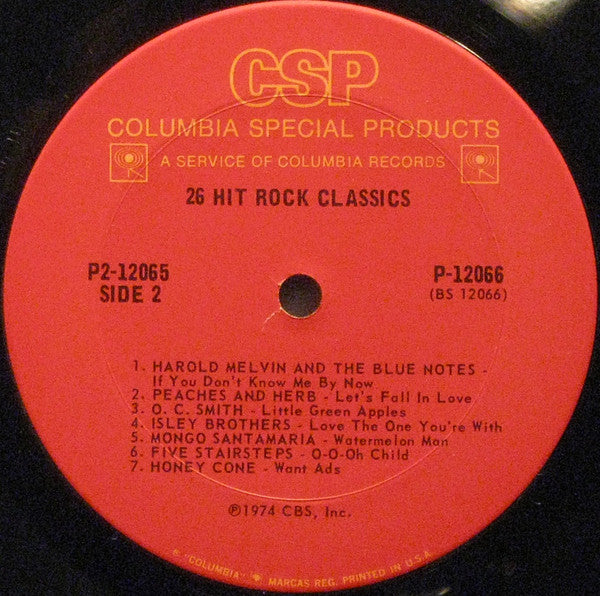 CSP
COLUMBIA SPECIAL PRODUCTS
A SERVICE OF COLUMBIA RECORDS
26 HIT ROCK CLASSICS
P2-12065
SIDE 2
P-12066
(BS 12066)
1. HAROLD MELVIN AND THE BLUE NOTES -
If You Don't Know Me By Now
2. PEACHES AND HERB - Let's Fall In Love
3. O. C. SMITH - Little Green Apples
4. ISLEY BROTHERS - Love The One You're With
5. MONGO SANTAMARIA - Watermelon Man
6. FIVE STAIRSTEPS - O-O-Oh Child
7. HONEY CONE - Want Ads
℗1974 CBS, Inc.
®, "COLUMBIA" MARCAS REG. PRINTED IN U.S.A.